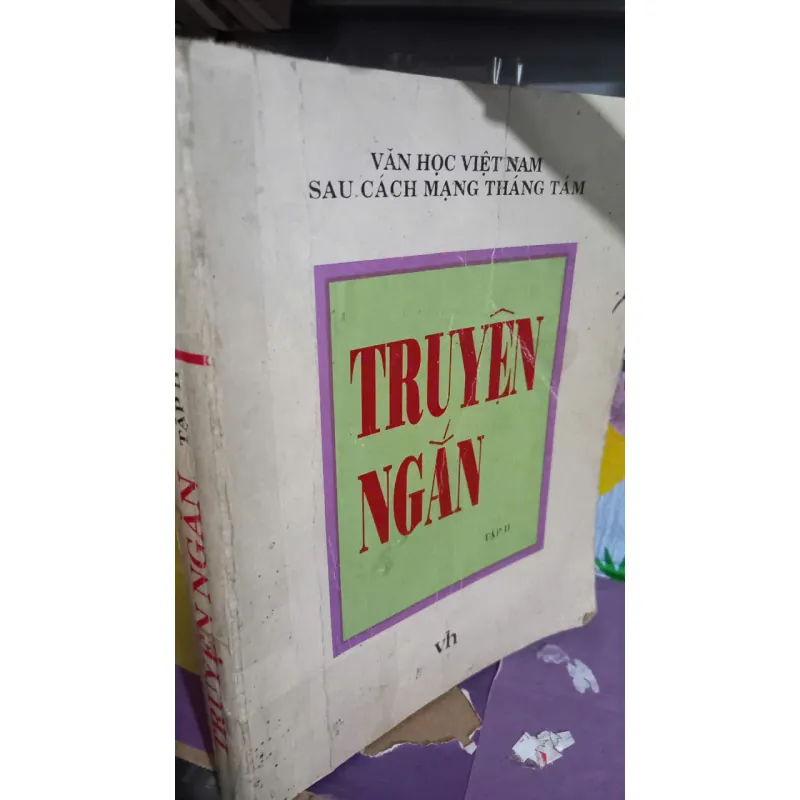 VĂN HỌC VIỆT NAM
SAU CÁCH MẠNG THÁNG TÁM
TRUYỆN
NGẮN
TẬP II
vh
TRUYỆN NGẮN TẬP II